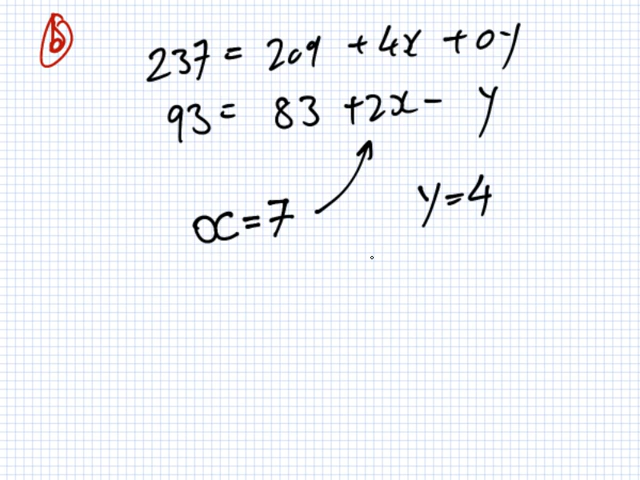 b
237 = 209 + 4x + 0y
93 = 83 + 2x - y
x = 7 y = 4